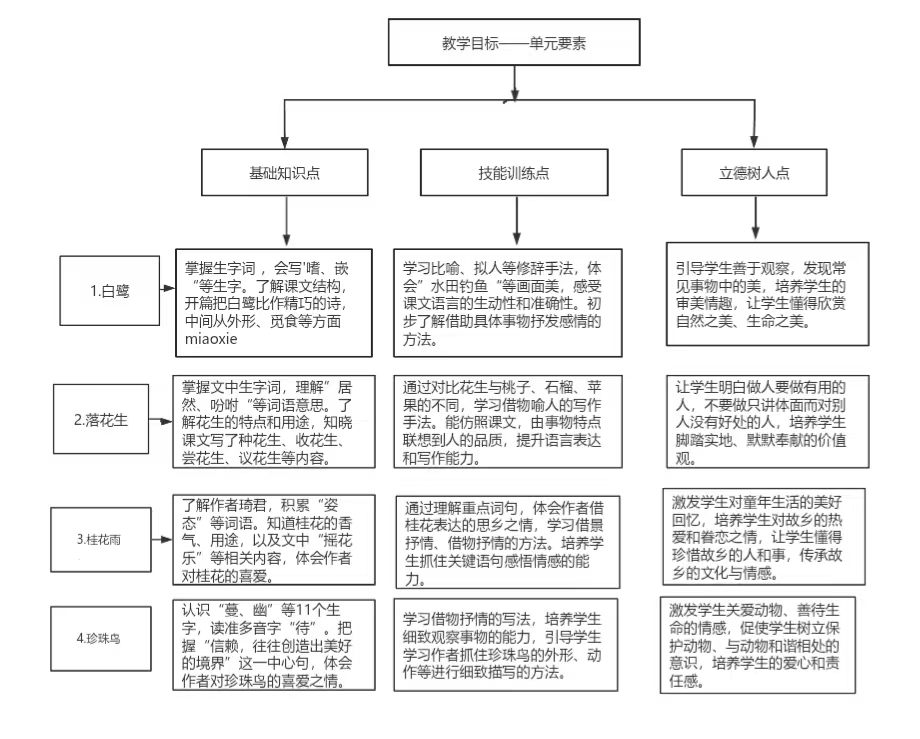 教学目标——单元要素
基础知识点
技能训练点
立德树人点
1.白鹭
掌握生字词，会写'嗜、嵌
”等生字。了解课文结构，
开篇把白鹭比作精巧的诗，
中间从外形、觅食等方面
miaoxie
学习比喻、拟人等修辞手法，体
会”水田钓鱼“等画面美，感受
课文语言的生动性和准确性。初
步了解借助具体事物抒发感情的
方法。
引导学生善于观察，发现常
见事物中的美，培养学生的
审美情趣，让学生懂得欣赏
自然之美、生命之美。
2.落花生
掌握文中生字词，理解”居
然、吩咐“等词语意思。了
解花生的特点和用途，知晓
课文写了种花生、收花生、
尝花生、议花生等内容。
通过对比花生与桃子、石榴、苹
果的不同，学习借物喻人的写作
手法。能仿照课文，由事物特点
联想到人的品质，提升语言表达
和写作能力。
让学生明白做人要做有用的
人，不要做只讲体面而对别
人没有好处的人，培养学生
脚踏实地、默默奉献的价值
观。
3.桂花雨
了解作者琦君，积累“姿
态”等词语。知道桂花的香
气、用途，以及文中“摇花
乐”等相关内容，体会作者
对桂花的喜爱。
通过理解重点词句，体会作者借
桂花表达的思乡之情，学习借景
抒情、借物抒情的方法。培养学
生抓住关键语句感悟情感的能
力。
激发学生对童年生活的美好
回忆，培养学生对故乡的热
爱和眷恋之情，让学生懂得
珍惜故乡的人和事，传承故
乡的文化与情感。
4.珍珠鸟
认识“蔓、幽”等11个生
字，读准多音字“待”。把
握“信赖，往往创造出美好
的境界”这一中心句，体会
作者对珍珠鸟的喜爱之情。
学习借物抒情的写法，培养学生
细致观察事物的能力，引导学生
学习作者抓住珍珠鸟的外形、动
作等进行细致描写的方法。
激发学生关爱动物、善待
生命的情感，促使学生树立保
护动物、与动物和谐相处的
意识，培养学生的爱心和责
任感。